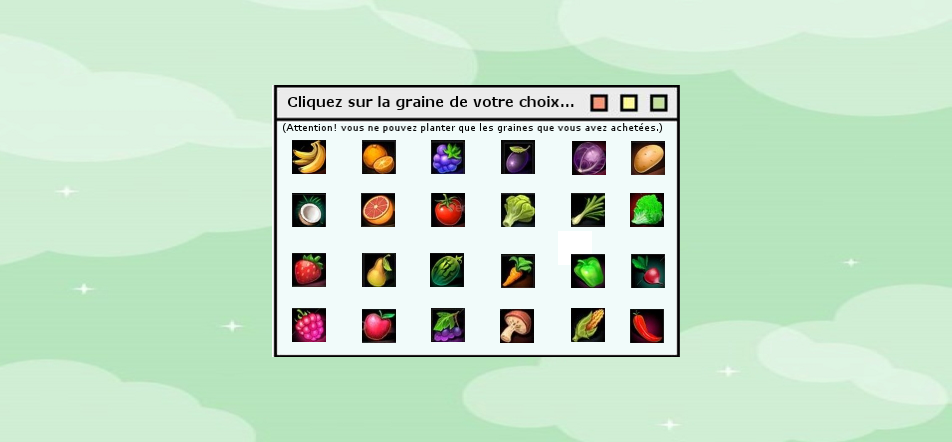 Cliquez sur la graine de votre choix...
(Attention! vous ne pouvez planter que les graines que vous avez achetées.)